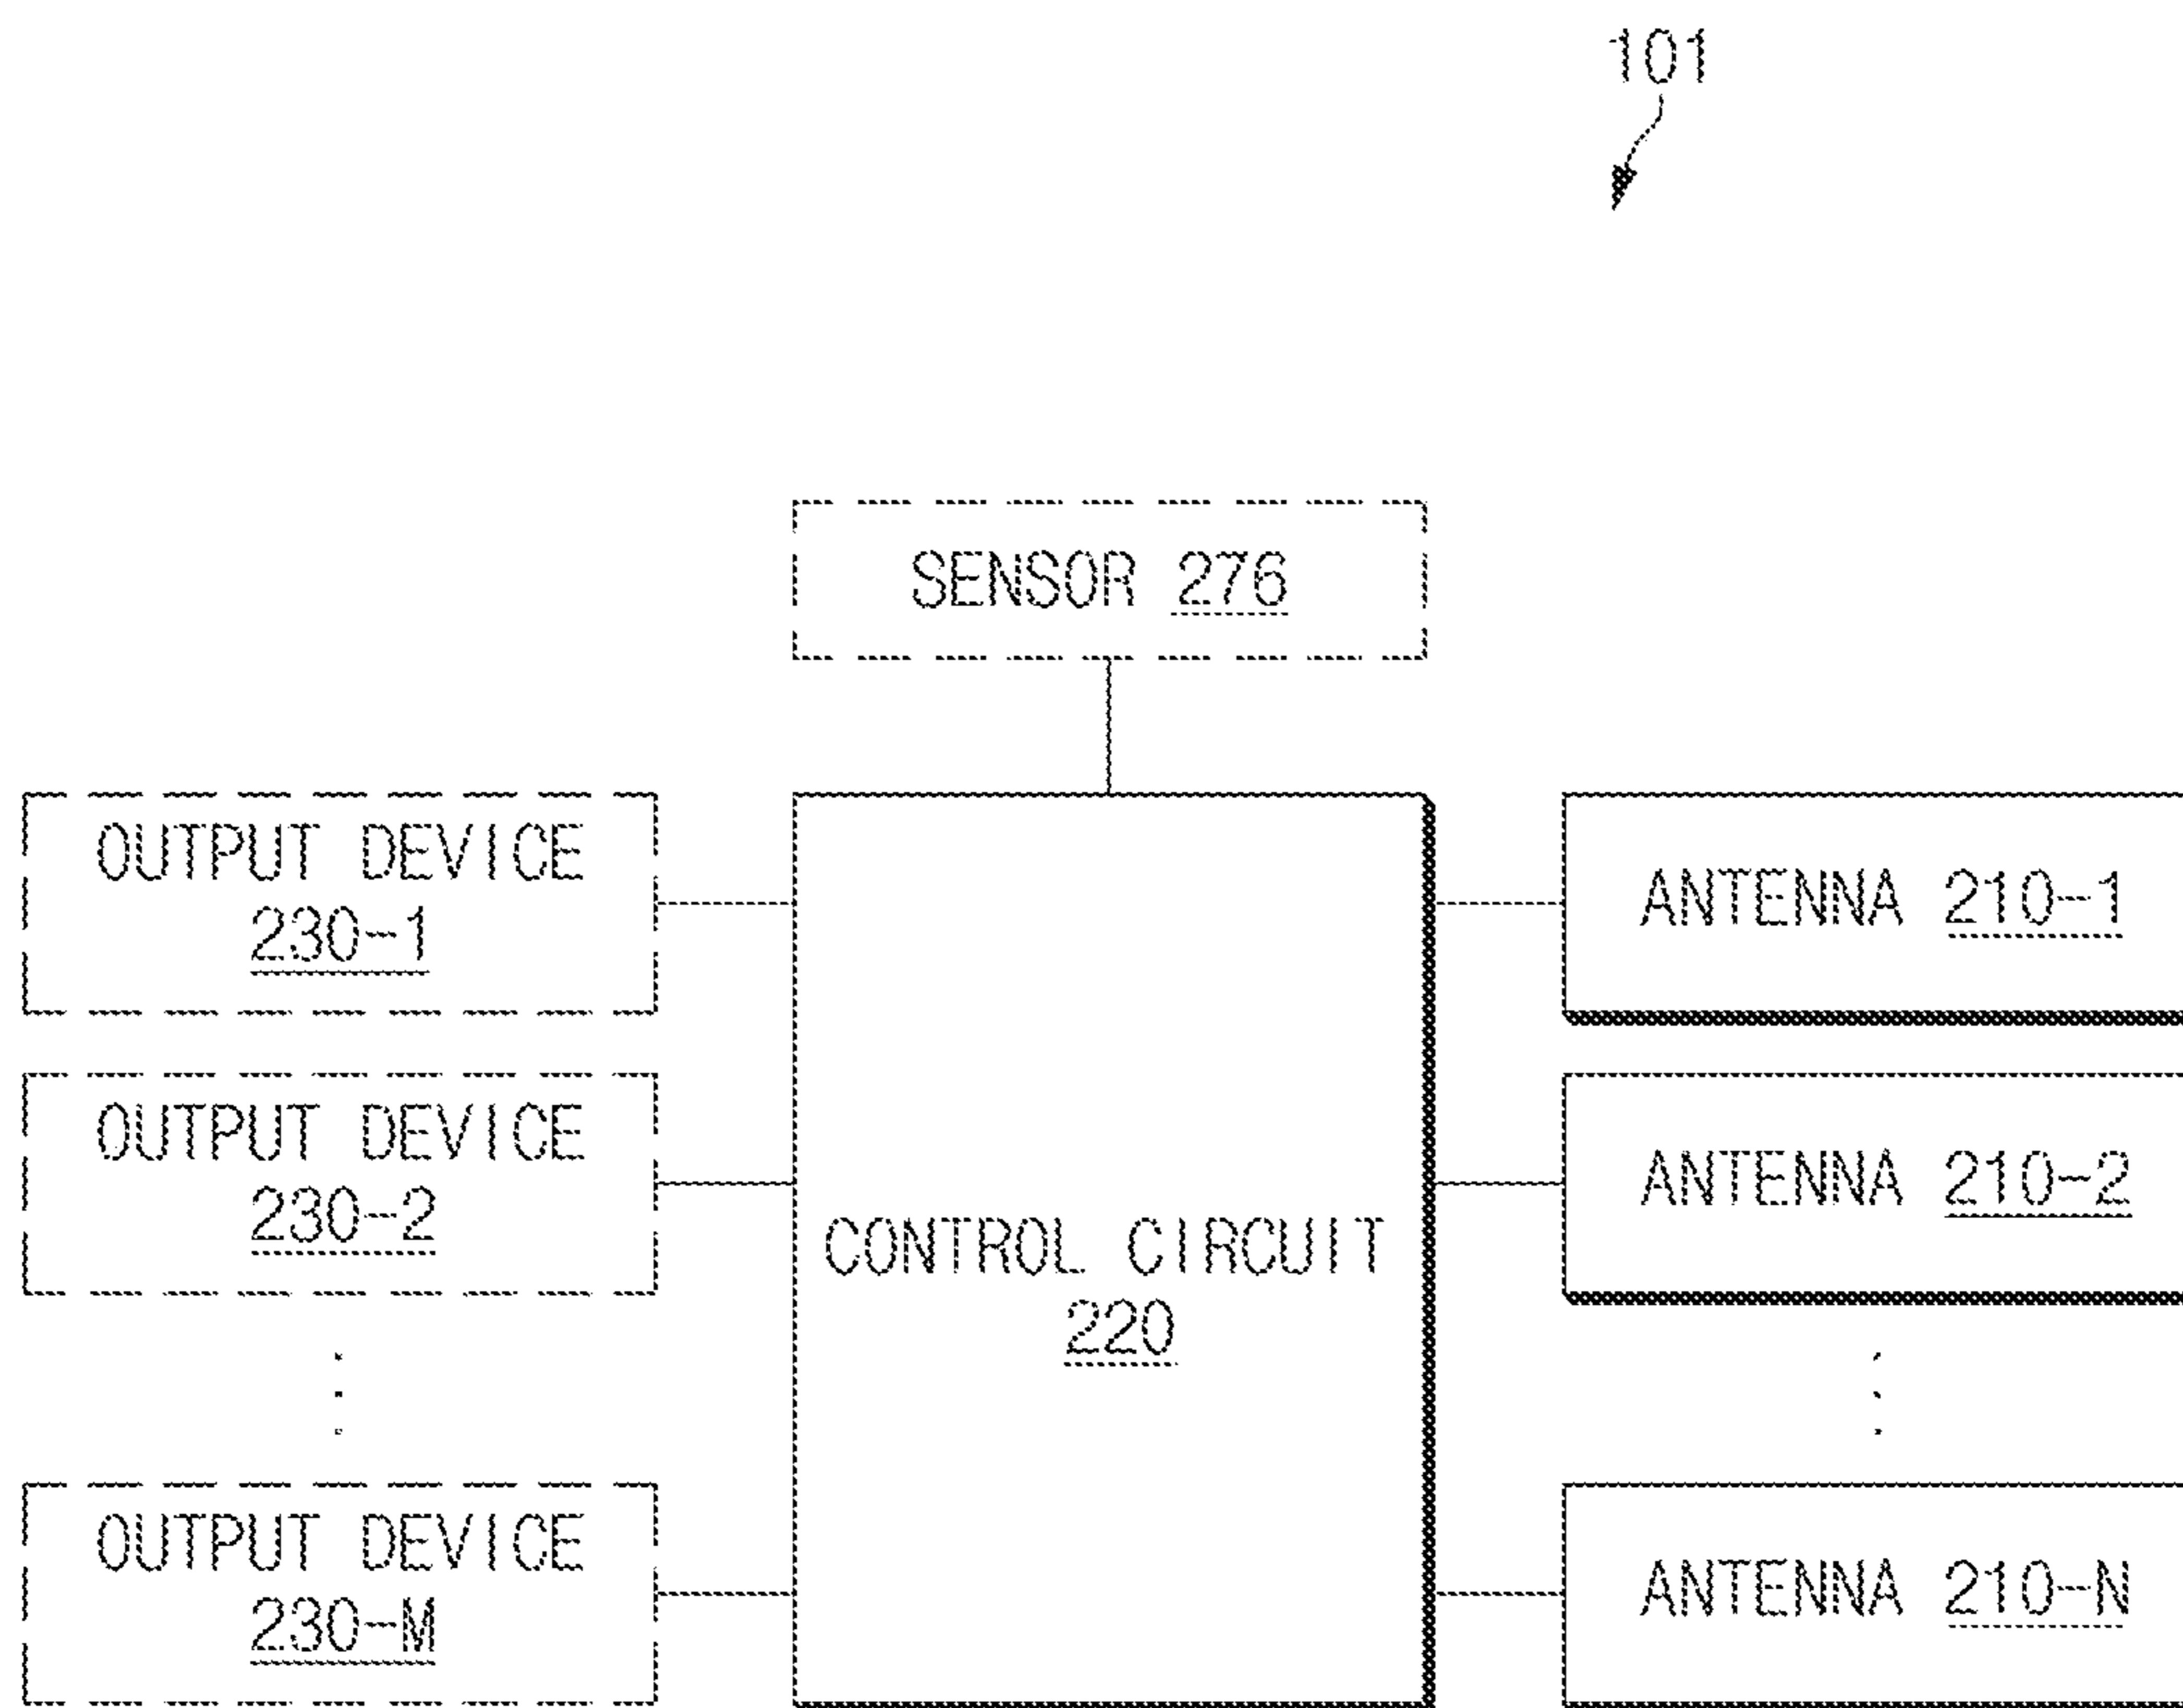 101
SENSOR 276
OUTPUT DEVICE
230-1
ANTENNA 210-1
OUTPUT DEVICE
230-2
ANTENNA 210-2
CONTROL CIRCUIT
220
OUTPUT DEVICE
230-M
ANTENNA 210-N